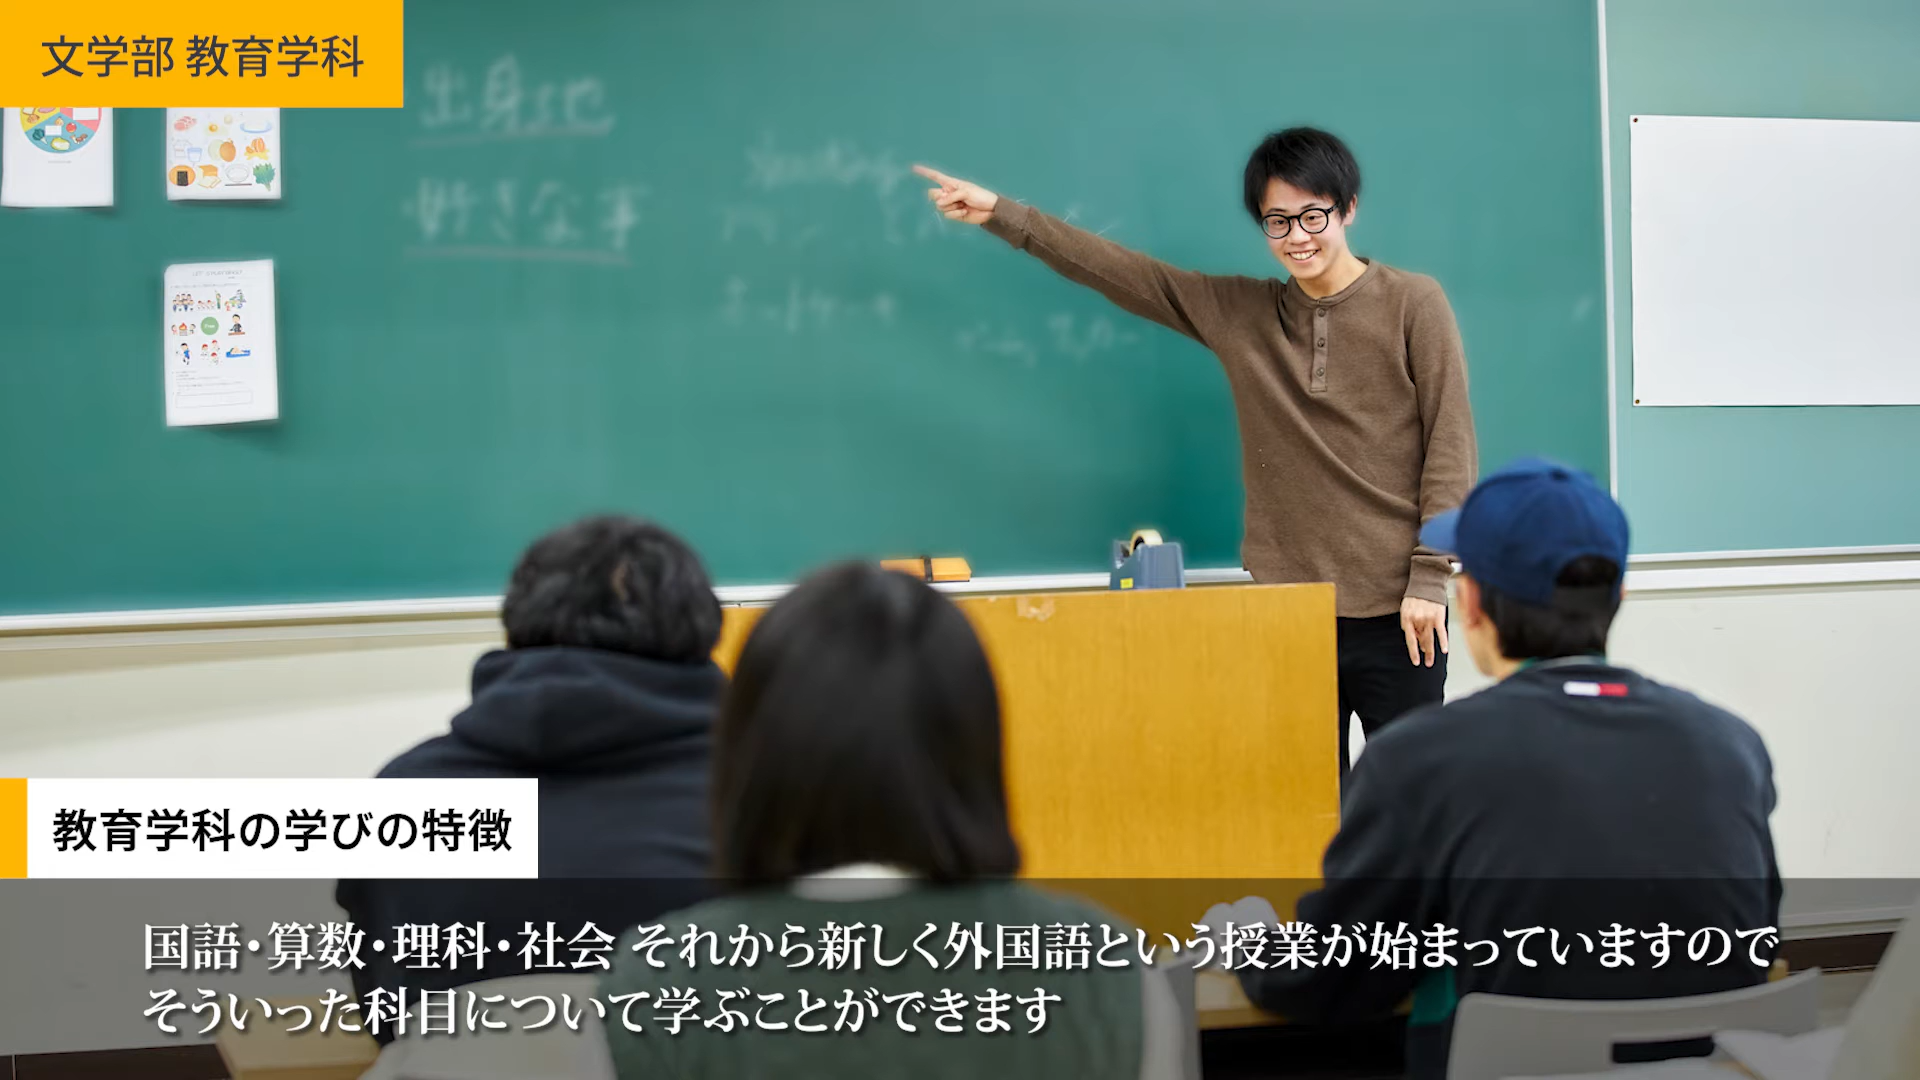 文学部 教育学科
出身地
好きな事
教育学科の学びの特徴
国語・算数・理科・社会 それから新しく外国語という授業が始まっていますので
そういった科目について学ぶことができます